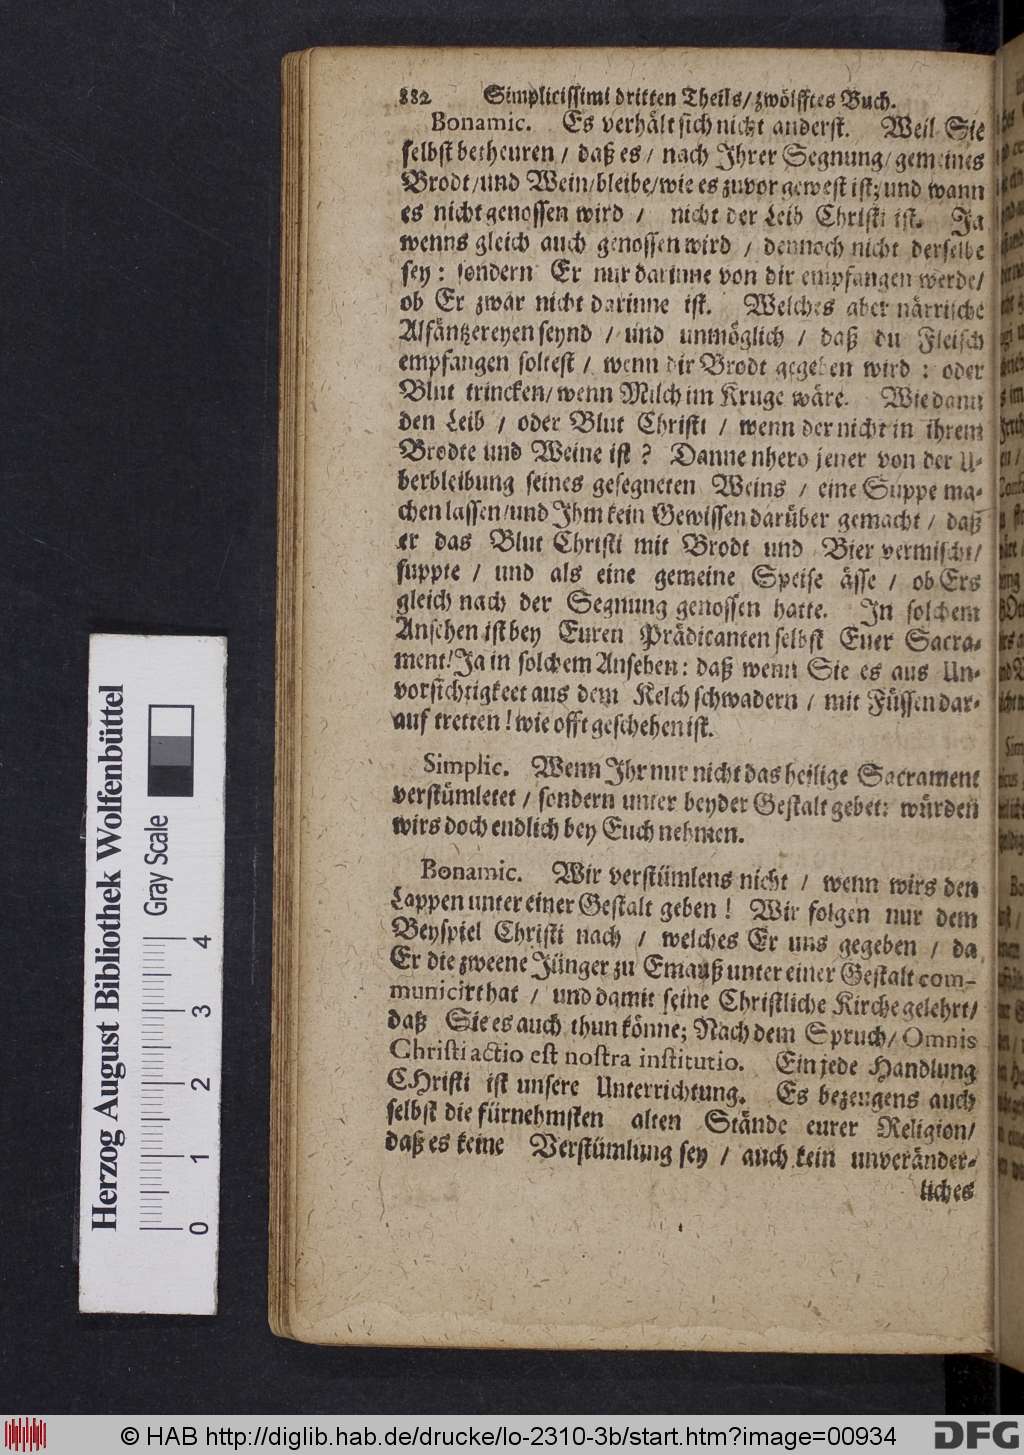 882 Simplicissimi dritten Theils/ zwölfftes Buch.
Bonamic. Es verhält sich nicht anderst. Weil Sie
selbst betheuren / daß es / nach Ihrer Segnung/ gemeines
Brodt/und Wein/bleibe/wie es zuvor gewest ist; und wann
es nicht genossen wird / nicht der Leib Christi ist. Ja
wenns gleich auch genossen wird / dennoch nicht derselbe
sey: sondern Er nur darinne von dir empfangen werde/
ob Er zwar nicht darinne ist. Welches aber närrische
Alfäntzereyen seynd / und unmöglich / daß du Fleisch
empfangen soltest / wenn dir Brodt gegeben wird: oder
Blut trincken/ wenn Milch im Kruge wäre. Wie dann
den Leib / oder Blut Christi / wenn der nicht in ihrem
Brodte und Weine ist? Dannenhero jener von der U-
berbleibung seines gesegneten Weins / eine Suppe ma-
chen lassen/und Ihm kein Gewissen darüber gemacht / daß
er das Blut Christi mit Brodt und Bier vermischt/
suppte / und als eine gemeine Speise ässe / ob Ers
gleich nach der Segnung genossen hatte. In solchem
Ansehen ist bey Euren Prädicanten selbst Euer Sacra-
ment! Ja in solchem Ansehen: daß wenn Sie es aus Un-
vorsichtigkeet aus dem Kelch schwadern / mit Füssen dar-
auf tretten! wie offt geschehen ist.
Simplic. Wenn Ihr nur nicht das heilige Sacrament
verstümletet / sondern unter beyder Gestalt gebet: würden
wirs doch endlich bey Euch nehmen.
Bonamic. Wir verstümlens nicht / wenn wirs den
Lappen unter einer Gestalt geben! Wir folgen nur dem
Beyspiel Christi nach / welches Er uns gegeben / da
Er die zweene Jünger zu Emauß unter einer Gestalt com-
municirt hat / und damit seine Christliche Kirche gelehrt/
daß Sie es auch thun könne; Nach dem Spruch/ Omnis
Christi actio est nostra institutio. Ein jede Handlung
CHristi ist unsere Unterrichtung. Es bezeugens auch
selbst die fürnehmsten alten Stände eurer Religion/
daß es keine Verstümlung sey / auch kein unveränder-
liches
Herzog August Bibliothek Wolfenbüttel
Gray Scale
0 1 2 3 4
© HAB http://diglib.hab.de/drucke/lo-2310-3b/start.htm?image=00934
DFG